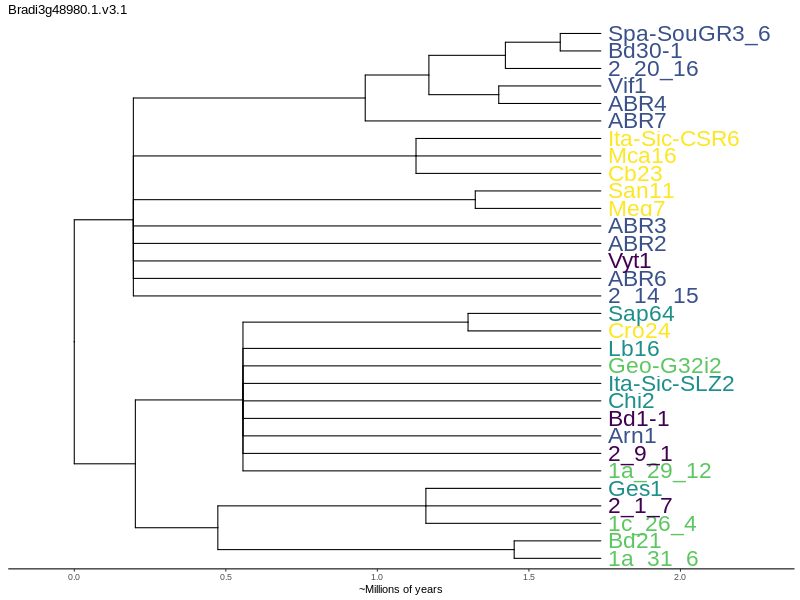 Bradi3g48980.1.v3.1
Spa-SouGR3_6
Bd30-1
2_20_16
Vif1
ABR4
ABR7
Ita-Sic-CSR6
Mca16
Cb23
San11
Meg7
ABR3
ABR2
Vyt1
ABR6
2_14_15
Sap64
Cro24
Lb16
Geo-G32i2
Ita-Sic-SLZ2
Chi2
Bd1-1
Arn1
2_9_1
1a_29_12
Ges1
2_1_7
1c_26_4
Bd21
1a_31_6
0.0 0.5 1.0 1.5 2.0
~Millions of years